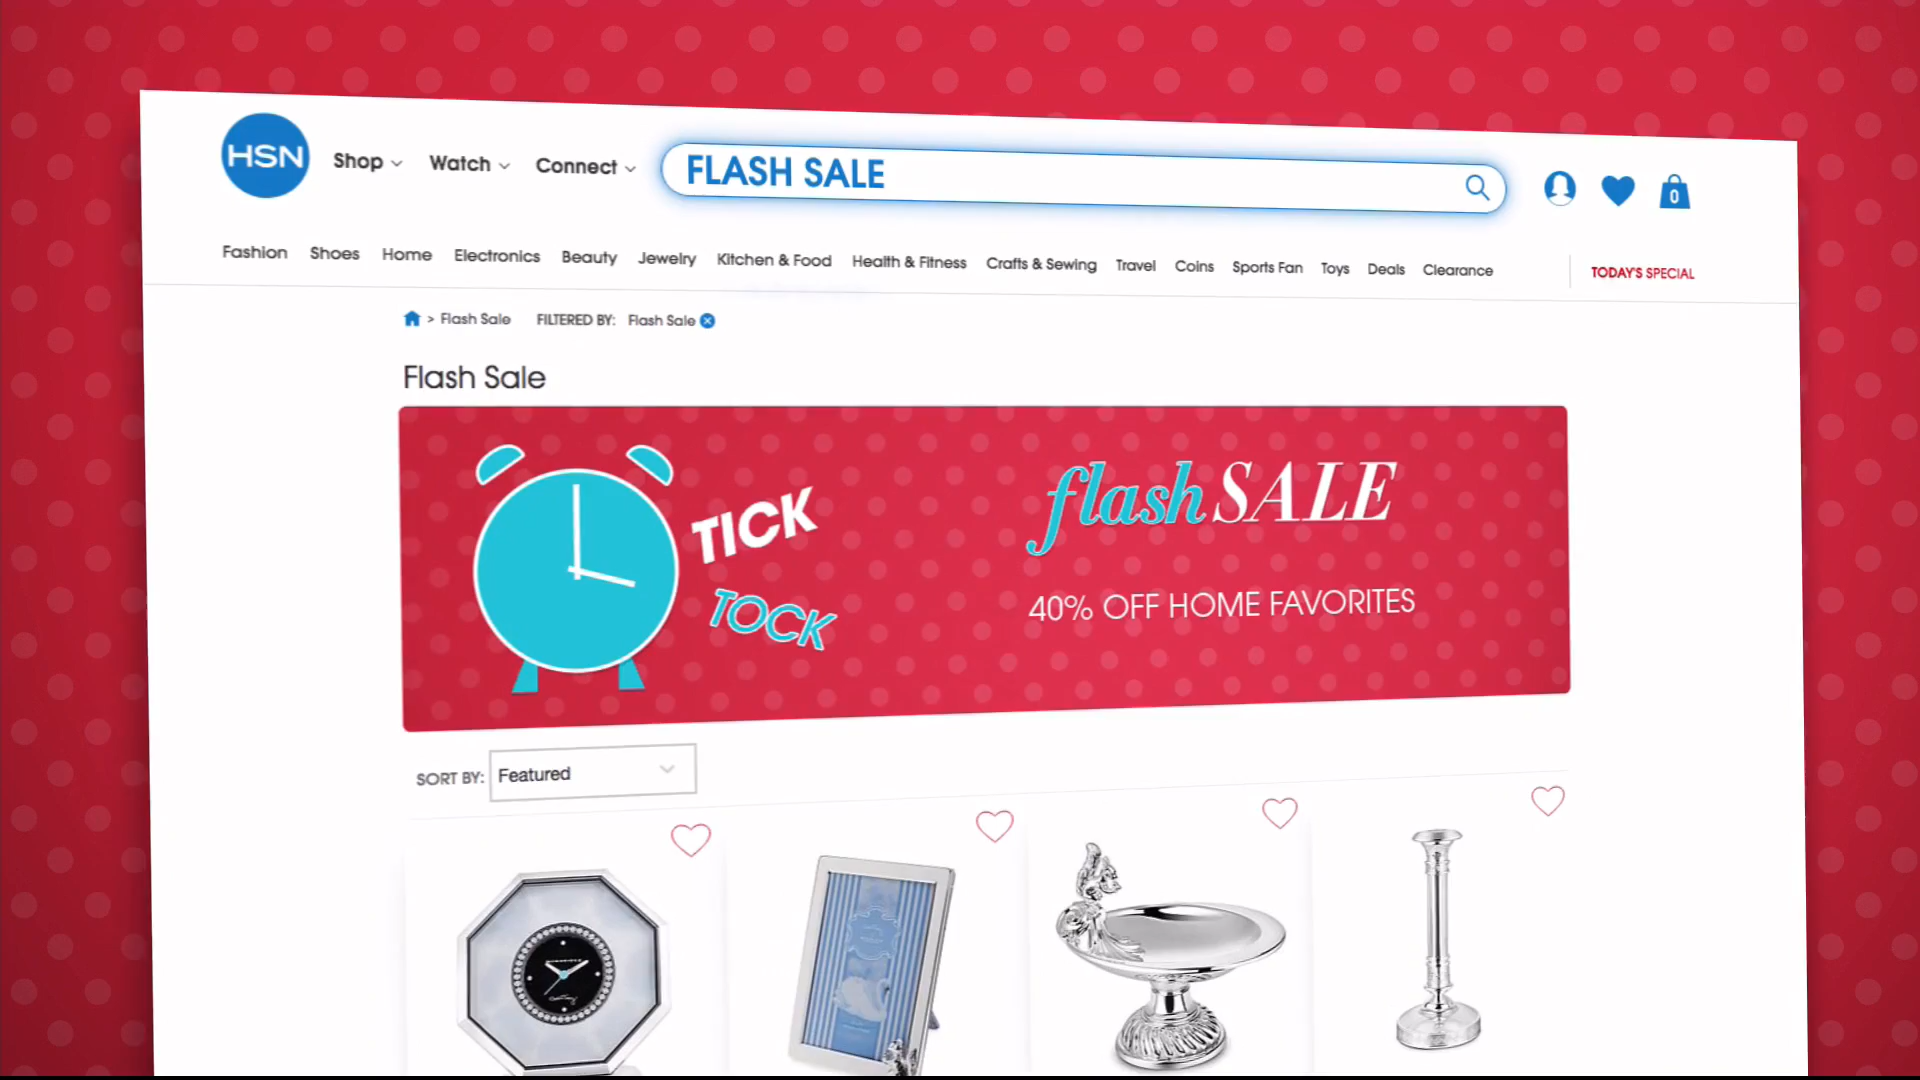 HSN
Shop
Watch
Connect
FLASH SALE
0
Fashion
Shoes
Home
Electronics
Beauty
Jewelry
Kitchen & Food
Health & Fitness
Crafts & Sewing
Travel
Coins
Sports Fan
Toys
Deals
Clearance
TODAY'S SPECIAL
> Flash Sale
FILTERED BY: Flash Sale
Flash Sale
TICK
TOCK
flash SALE
40% OFF HOME FAVORITES
SORT BY: Featured